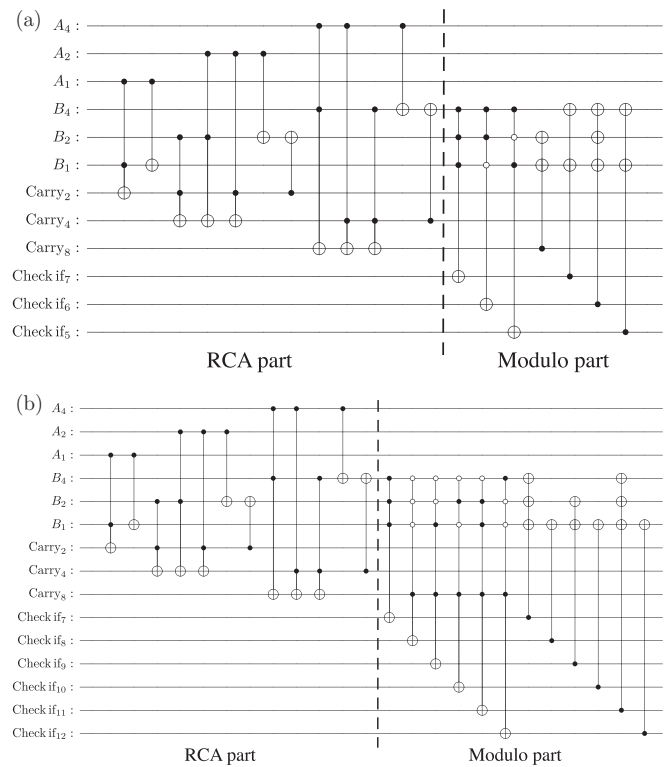 (a)
A₄ :
A₂ :
A₁ :
B₄ :
B₂ :
B₁ :
Carry₂ :
Carry₄ :
Carry₈ :
Check if₇ :
Check if₆ :
Check if₅ :
RCA part Modulo part
(b)
A₄ :
A₂ :
A₁ :
B₄ :
B₂ :
B₁ :
Carry₂ :
Carry₄ :
Carry₈ :
Check if₇ :
Check if₈ :
Check if₉ :
Check if₁₀ :
Check if₁₁ :
Check if₁₂ :
RCA part Modulo part